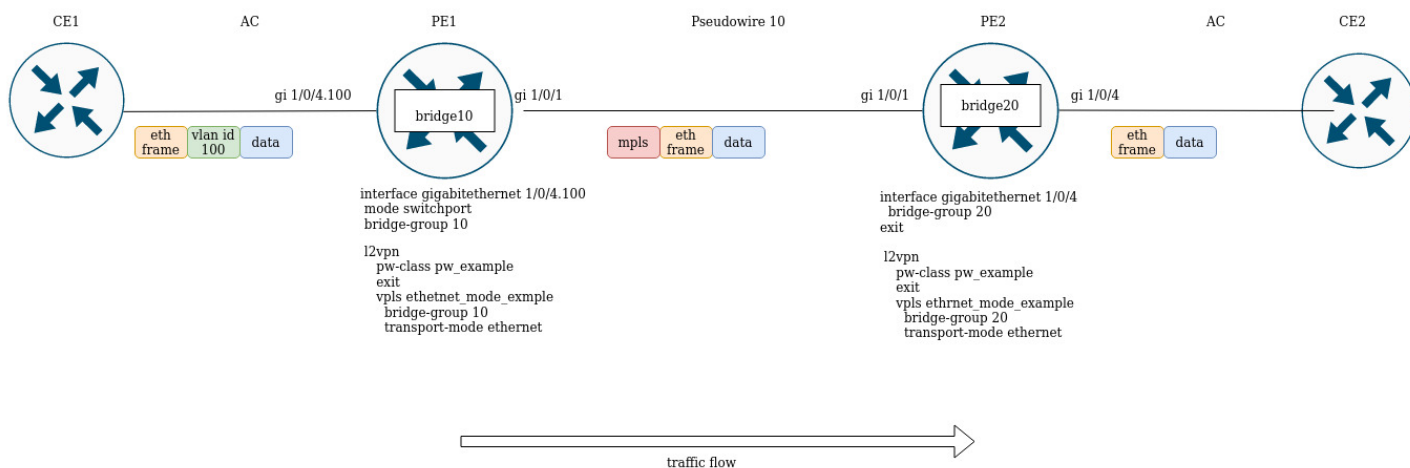 CE1
AC
PE1
Pseudowire 10
PE2
AC
CE2
gi 1/0/4.100
bridge10
gi 1/0/1
gi 1/0/1
bridge20
gi 1/0/4
eth
frame
vlan id
100
data
mpls
eth
frame
data
eth
frame
data
interface gigabitethernet 1/0/4.100
mode switchport
bridge-group 10
l2vpn
pw-class pw_example
exit
vpls ethetnet_mode_exmple
bridge-group 10
transport-mode ethernet
interface gigabitethernet 1/0/4
bridge-group 20
exit
l2vpn
pw-class pw_example
exit
vpls ethrnet_mode_example
bridge-group 20
transport-mode ethernet
traffic flow